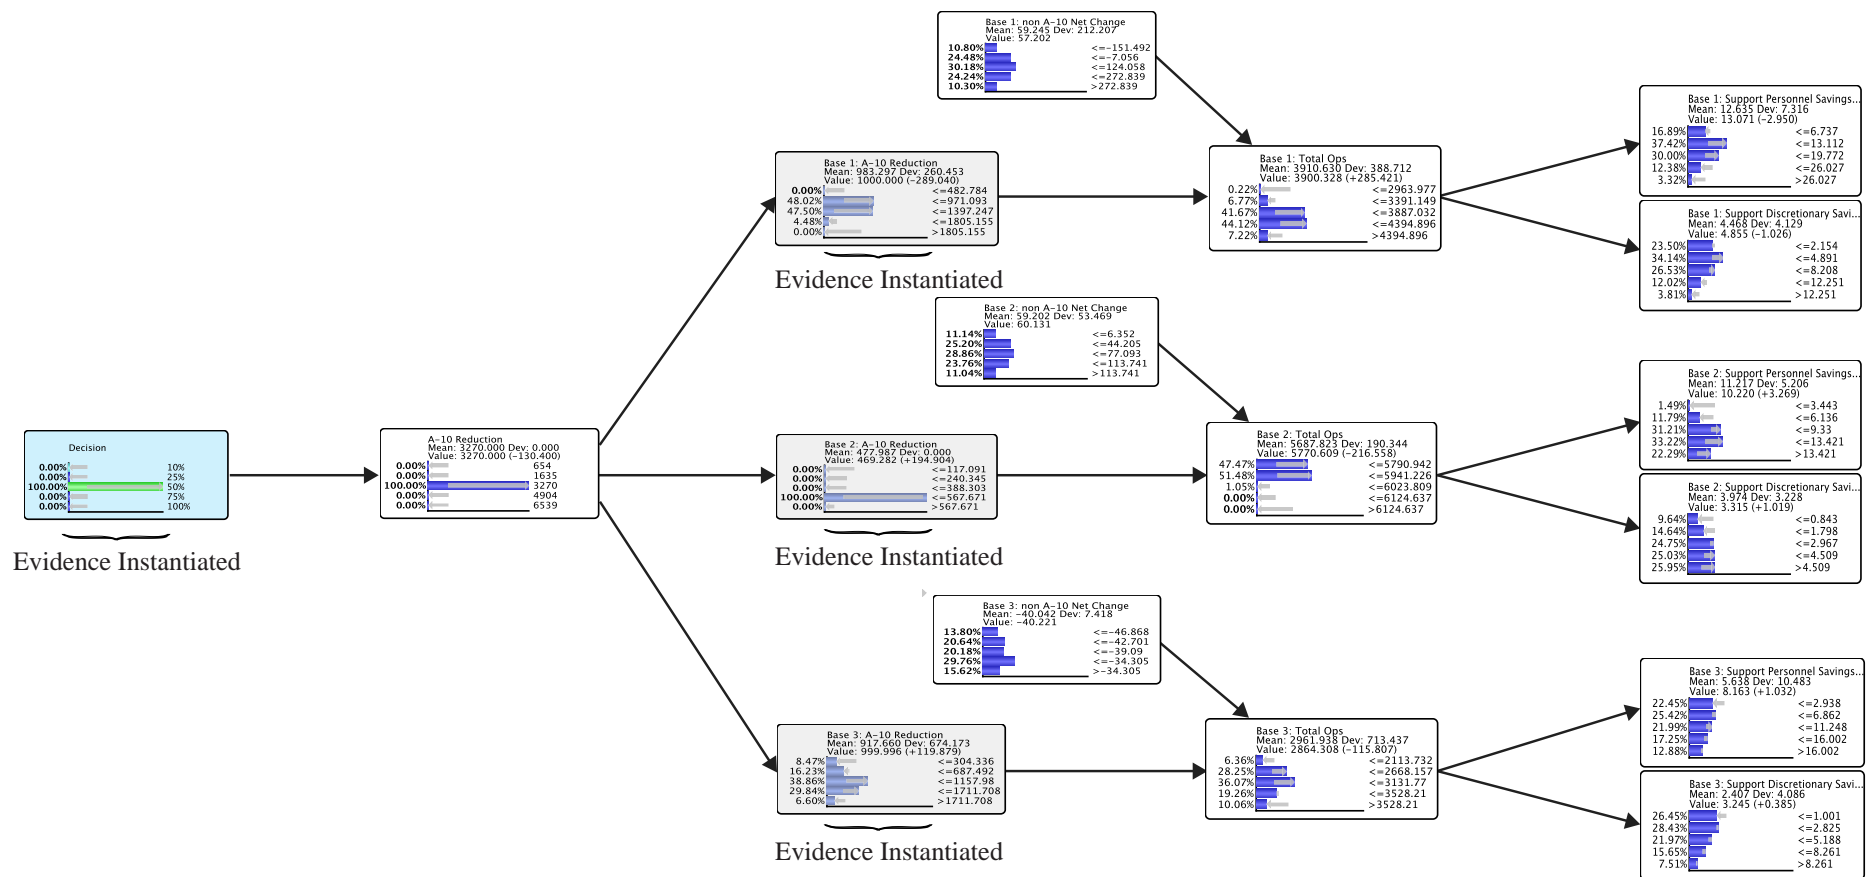 Base 1: non A-10 Net Change
Mean: 59.245 Dev: 212.207
Value: 57.202
10.80% <=-151.492
24.48% <=-7.056
30.18% <=124.058
24.24% <=272.839
10.30% >272.839
Base 1: Support Personnel Savings...
Mean: 12.635 Dev: 7.316
Value: 13.071 (-2.950)
16.89% <=6.737
37.42% <=13.112
30.00% <=19.772
12.38% <=26.027
3.32% >26.027
Base 1: A-10 Reduction
Mean: 983.297 Dev: 260.453
Value: 1000.000 (-289.040)
0.00% <=482.784
48.02% <=971.093
47.50% <=1397.247
4.48% <=1805.155
0.00% >1805.155
Evidence Instantiated
Base 1: Total Ops
Mean: 3910.630 Dev: 388.712
Value: 3900.328 (+285.421)
0.22% <=2963.977
6.77% <=3391.149
41.67% <=3887.032
44.12% <=4394.896
7.22% >4394.896
Base 1: Support Discretionary Savi...
Mean: 4.468 Dev: 4.129
Value: 4.855 (-1.026)
23.50% <=2.154
34.14% <=4.891
26.53% <=8.208
12.02% <=12.251
3.81% >12.251
Base 2: non A-10 Net Change
Mean: 59.202 Dev: 53.469
Value: 60.131
11.14% <=6.352
25.20% <=44.205
28.86% <=77.093
23.76% <=113.741
11.04% >113.741
Base 2: Support Personnel Savings...
Mean: 11.217 Dev: 5.206
Value: 10.220 (+3.269)
1.49% <=3.443
11.79% <=6.136
31.21% <=9.33
33.22% <=13.421
22.29% >13.421
Decision
0.00% 10%
0.00% 25%
100.00% 50%
0.00% 75%
0.00% 100%
Evidence Instantiated
A-10 Reduction
Mean: 3270.000 Dev: 0.000
Value: 3270.000 (-130.400)
0.00% 654
0.00% 1635
100.00% 3270
0.00% 4904
0.00% 6539
Base 2: A-10 Reduction
Mean: 477.987 Dev: 0.000
Value: 469.282 (+194.904)
0.00% <=117.091
0.00% <=240.345
0.00% <=388.303
100.00% <=567.671
0.00% >567.671
Evidence Instantiated
Base 2: Total Ops
Mean: 5687.823 Dev: 190.344
Value: 5770.609 (-216.558)
47.47% <=5790.942
51.48% <=5941.226
1.05% <=6023.809
0.00% <=6124.637
0.00% >6124.637
Base 2: Support Discretionary Savi...
Mean: 3.974 Dev: 3.228
Value: 3.315 (+1.019)
9.64% <=0.843
14.64% <=1.798
24.75% <=2.967
25.03% <=4.509
25.95% >4.509
Base 3: non A-10 Net Change
Mean: -40.042 Dev: 7.418
Value: -40.221
13.80% <=-46.868
20.64% <=-42.701
20.18% <=-39.09
29.76% <=-34.305
15.62% >-34.305
Base 3: Support Personnel Savings...
Mean: 5.638 Dev: 10.483
Value: 8.163 (+1.032)
22.45% <=2.938
25.42% <=6.862
21.99% <=11.248
17.25% <=16.002
12.88% >16.002
Base 3: A-10 Reduction
Mean: 917.660 Dev: 674.173
Value: 999.996 (+119.879)
8.47% <=304.336
16.23% <=687.492
38.86% <=1157.98
29.84% <=1711.708
6.60% >1711.708
Evidence Instantiated
Base 3: Total Ops
Mean: 2961.938 Dev: 713.437
Value: 2864.308 (-115.807)
6.36% <=2113.732
28.25% <=2668.157
36.07% <=3131.77
19.26% <=3528.21
10.06% >3528.21
Base 3: Support Discretionary Savi...
Mean: 2.407 Dev: 4.086
Value: 3.245 (+0.385)
26.45% <=1.001
28.43% <=2.825
21.97% <=5.188
15.65% <=8.261
7.51% >8.261